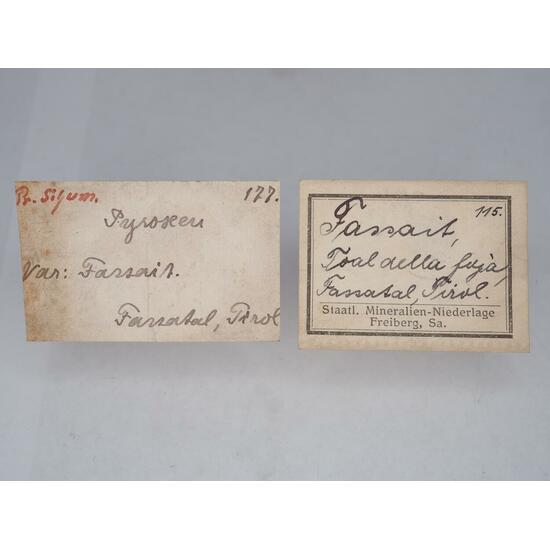 177.
Pyroxen
Var: Fassait.
Fassatal, Tirol
115.
Fassait,
Toal della foja,
Fassatal, Tirol.
Staatl. Mineralien-Niederlage
Freiberg, Sa.